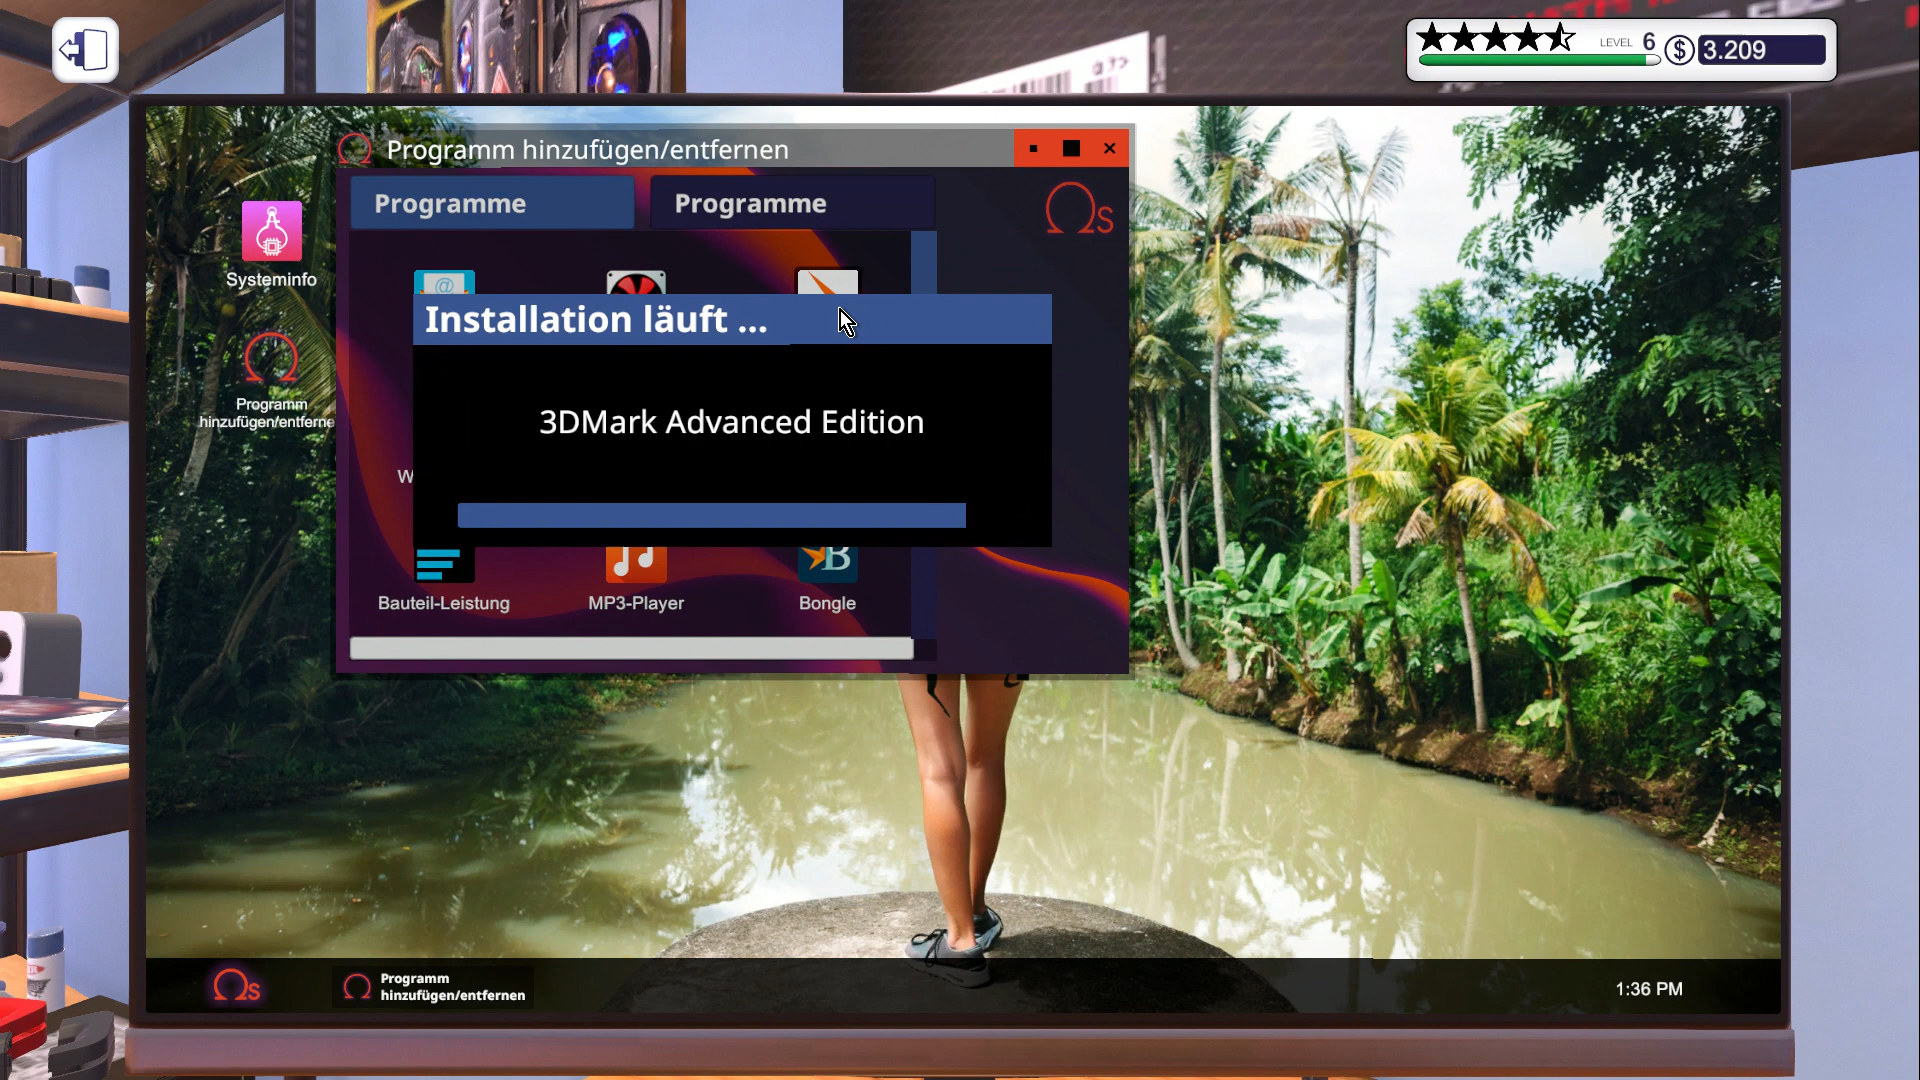 LEVEL 6
3.209
Programm hinzufügen/entfernen
Programme
Programme
Systeminfo
Programm
hinzufügen/entferne
Installation läuft ...
3DMark Advanced Edition
W
Bauteil-Leistung
MP3-Player
Bongle
Programm
hinzufügen/entfernen
1:36 PM